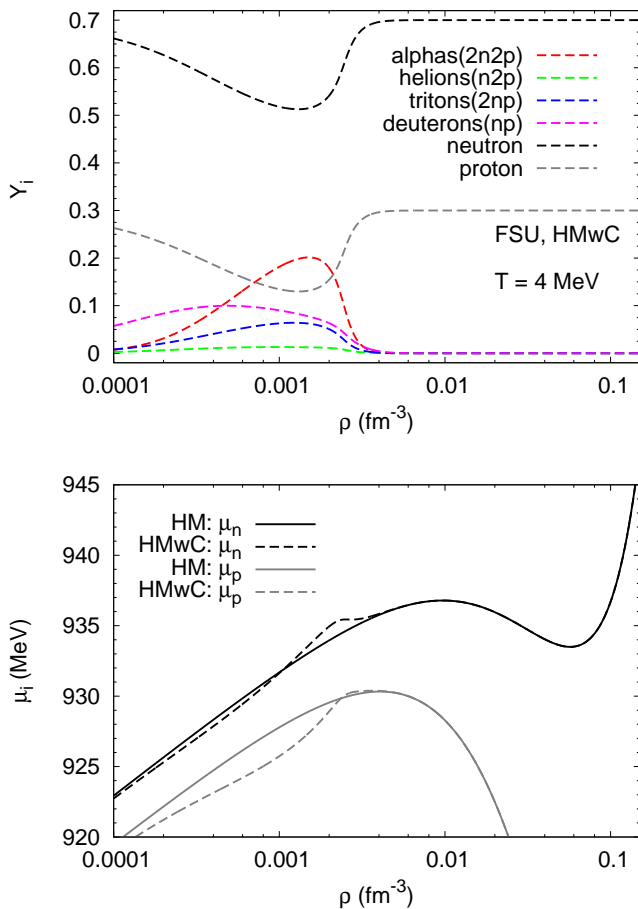 0.7
0.6
0.5
0.4
0.3
0.2
0.1
0
Y_i
alphas(2n2p)
helions(n2p)
tritons(2np)
deuterons(np)
neutron
proton
FSU, HMwC
T = 4 MeV
0.0001
0.001
0.01
0.1
ρ (fm⁻³)
945
940
935
930
925
920
μ_i (MeV)
HM: μ_n
HMwC: μ_n
HM: μ_p
HMwC: μ_p
0.0001
0.001
0.01
0.1
ρ (fm⁻³)